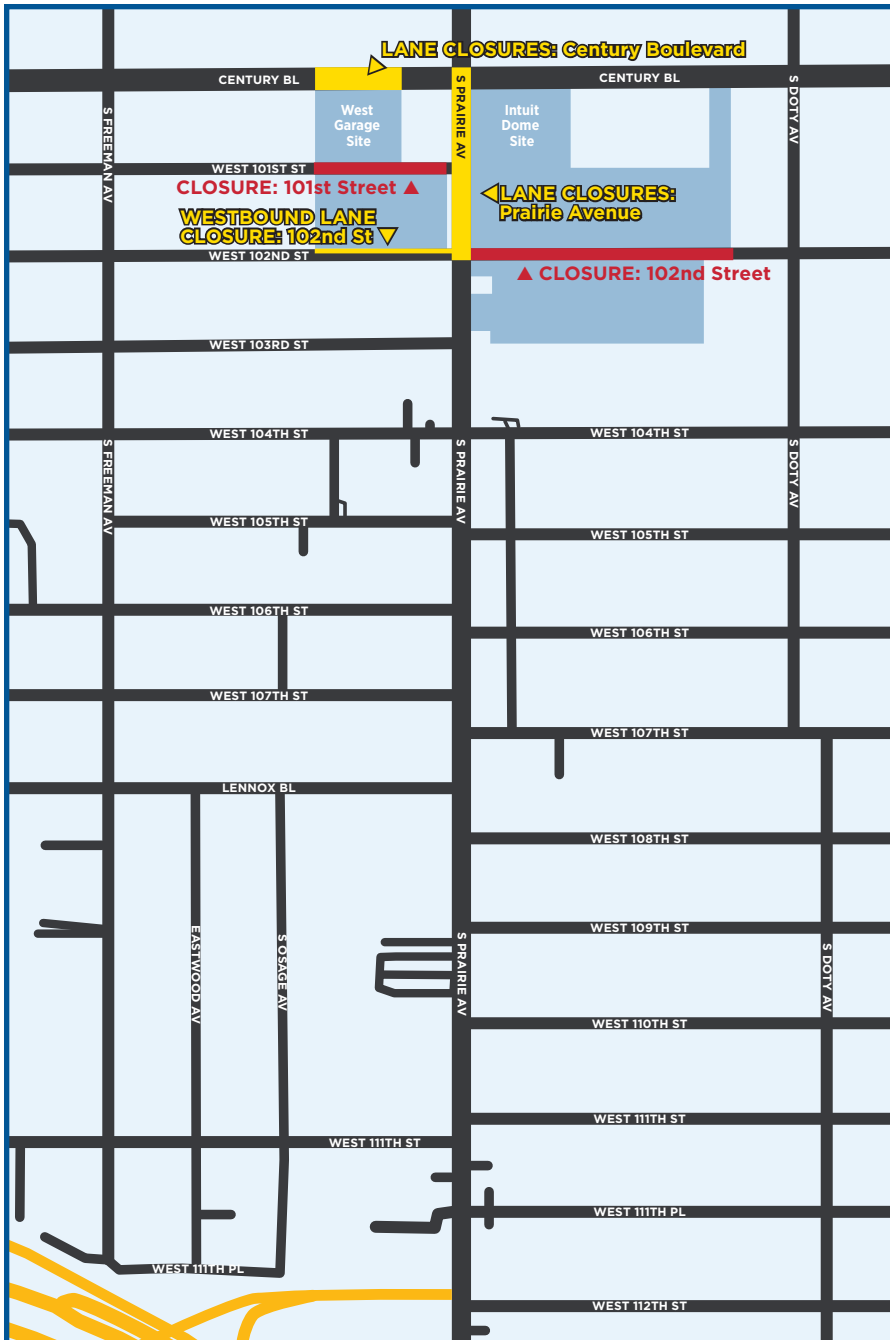 LANE CLOSURES: Century Boulevard
CENTURY BL
CENTURY BL
S FREEMAN AV
S PRAIRIE AV
S DOTY AV
West
Garage
Site
Intuit
Dome
Site
WEST 101ST ST
CLOSURE: 101st Street
LANE CLOSURES:
Prairie Avenue
WESTBOUND LANE
CLOSURE: 102nd St
WEST 102ND ST
CLOSURE: 102nd Street
WEST 103RD ST
WEST 104TH ST
WEST 104TH ST
S FREEMAN AV
S PRAIRIE AV
S DOTY AV
WEST 105TH ST
WEST 105TH ST
WEST 106TH ST
WEST 106TH ST
WEST 107TH ST
WEST 107TH ST
LENNOX BL
WEST 108TH ST
WEST 109TH ST
EASTWOOD AV
S OSAGE AV
S PRAIRIE AV
S DOTY AV
WEST 110TH ST
WEST 111TH ST
WEST 111TH ST
WEST 111TH PL
WEST 111TH PL
WEST 112TH ST